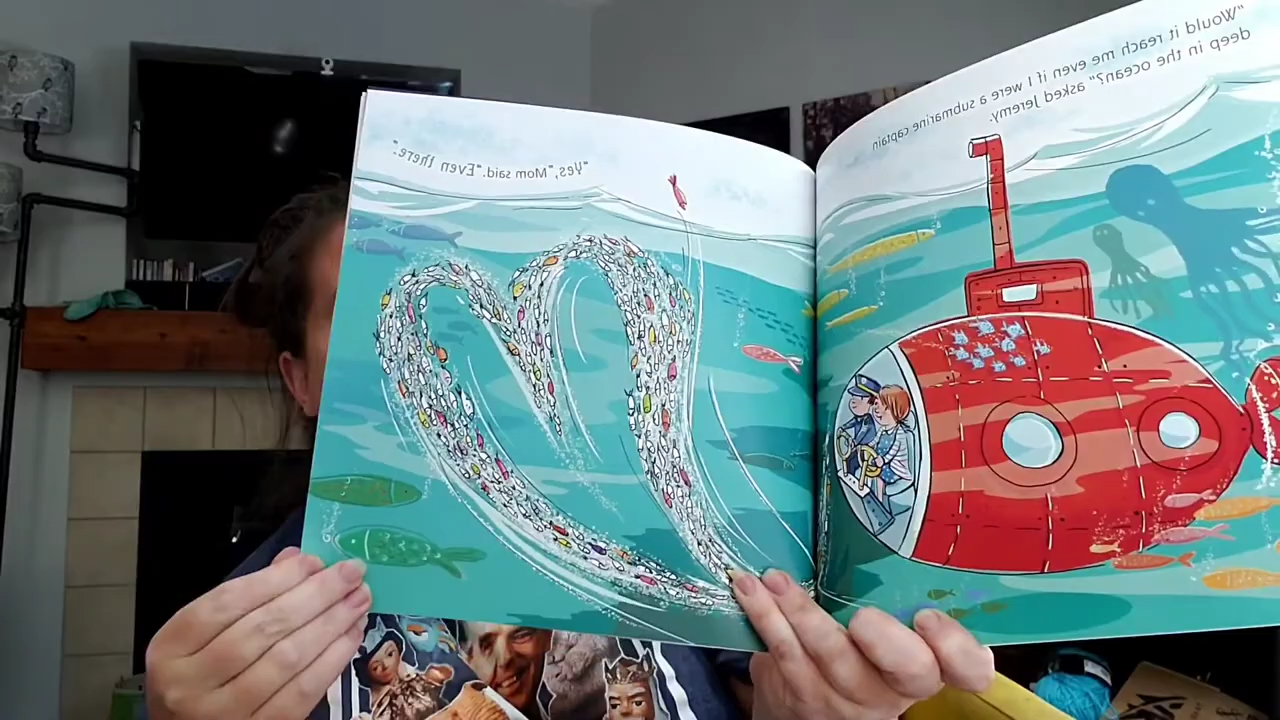 "Would it reach me even if I were a submarine captain
deep in the ocean?" asked Jeremy.
"Yes," Mom said. "Even there."